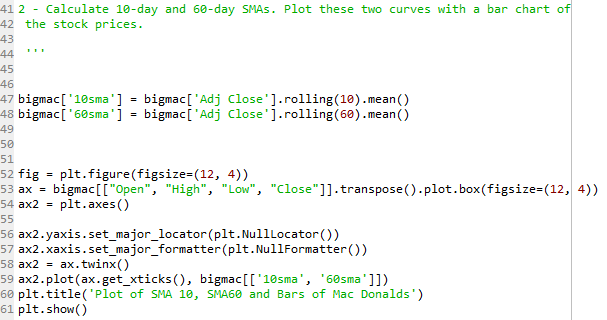 41 2 - Calculate 10-day and 60-day SMAs. Plot these two curves with a bar chart of
42 the stock prices.
43
44 '''
45
46
47 bigmac['10sma'] = bigmac['Adj Close'].rolling(10).mean()
48 bigmac['60sma'] = bigmac['Adj Close'].rolling(60).mean()
49
50
51
52 fig = plt.figure(figsize=(12, 4))
53 ax = bigmac[["Open", "High", "Low", "Close"]].transpose().plot.box(figsize=(12, 4))
54 ax2 = plt.axes()
55
56 ax2.yaxis.set_major_locator(plt.NullLocator())
57 ax2.xaxis.set_major_formatter(plt.NullFormatter())
58 ax2 = ax.twinx()
59 ax2.plot(ax.get_xticks(), bigmac[['10sma', '60sma']])
60 plt.title('Plot of SMA 10, SMA60 and Bars of Mac Donalds')
61 plt.show()